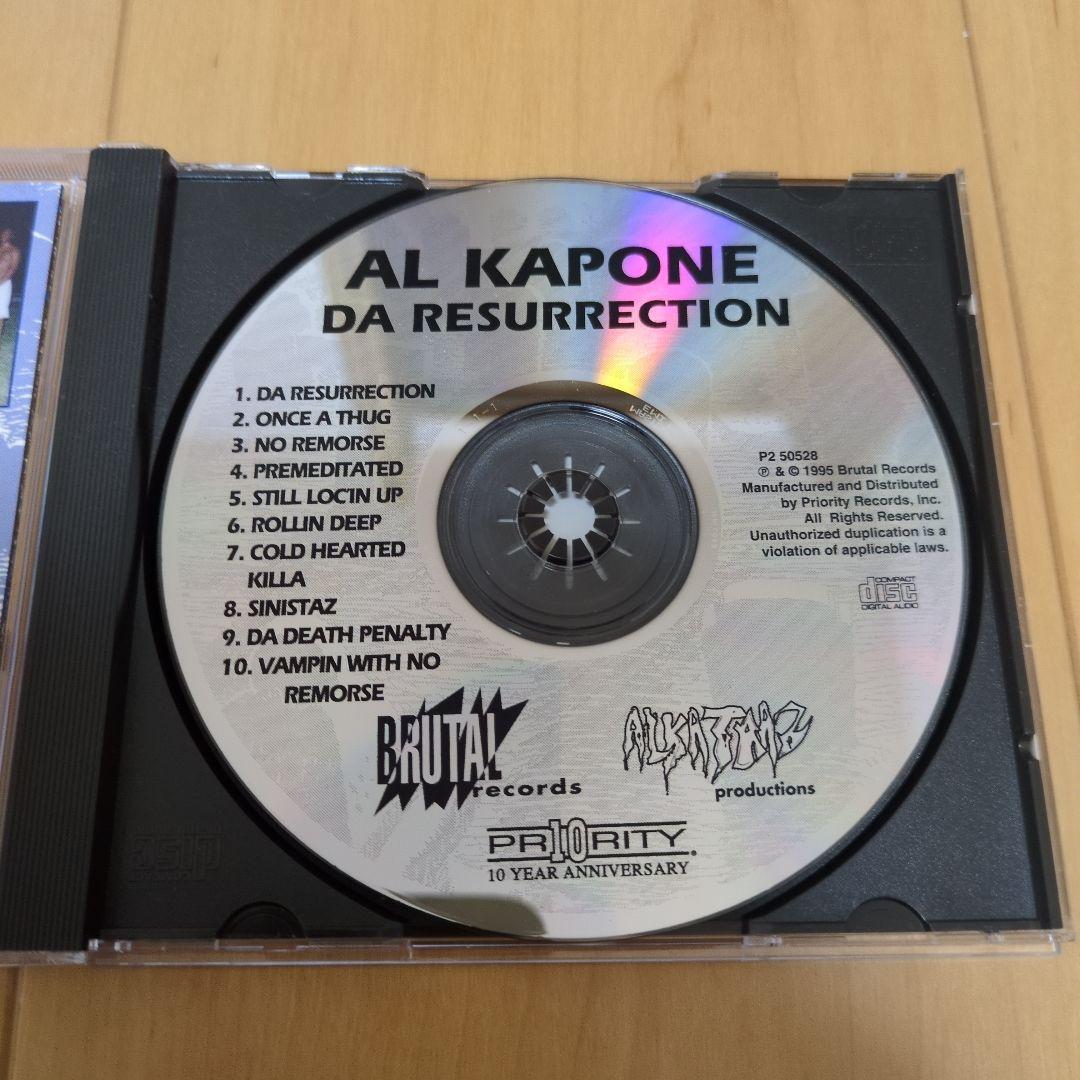 AL KAPONE
DA RESURRECTION
1. DA RESURRECTION
2. ONCE A THUG
3. NO REMORSE
4. PREMEDITATED
5. STILL LOC'IN UP
6. ROLLIN DEEP
7. COLD HEARTED
KILLA
8. SINISTAZ
9. DA DEATH PENALTY
10. VAMPIN WITH NO
REMORSE
P2 50528
℗ & © 1995 Brutal Records
Manufactured and Distributed
by Priority Records, Inc.
All Rights Reserved.
Unauthorized duplication is a
violation of applicable laws.
COMPACT
disc
DIGITAL AUDIO
BRUTAL
records
ALKATRAAZ
productions
PR10RITY®
10 YEAR ANNIVERSARY